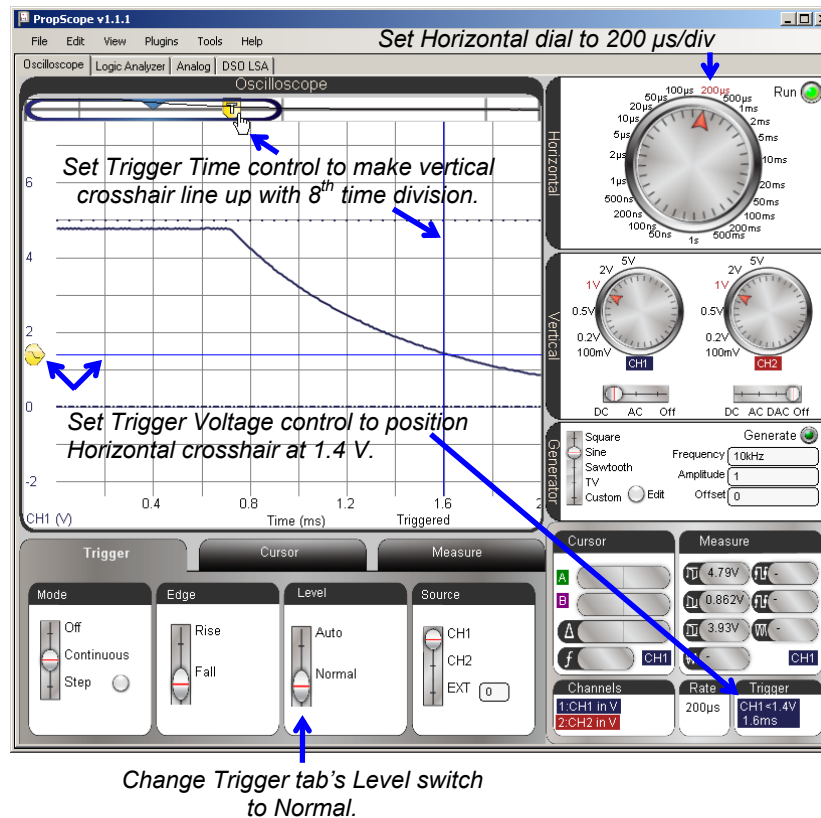 PropScope v1.1.1
File Edit View Plugins Tools Help
Set Horizontal dial to 200 µs/div
Oscilloscope Logic Analyzer Analog DSO LSA
Oscilloscope
T
Set Trigger Time control to make vertical
crosshair line up with 8th time division.
6
4
2
0
-2
Set Trigger Voltage control to position
Horizontal crosshair at 1.4 V.
0.4 0.8 1.2 1.6 2
CH1 (V) Time (ms) Triggered
Horizontal
Run
100µs 200µs 500µs
50µs 1ms
20µs 2ms
10µs 5ms
5µs 10ms
2µs 20ms
1µs 50ms
500ns 100ms
200ns 200ms
100ns 500ms
50ns 1s
Vertical
5V 5V
2V 2V
1V 1V
0.5V 0.5V
0.2V 0.2V
100mV 100mV
CH1 CH2
DC AC Off DC AC DAC Off
Generator
Square Generate
Sine Frequency 10kHz
Sawtooth Amplitude 1
TV Offset 0
Custom Edit
Trigger Cursor Measure
Mode Edge Level Source
Off Rise Auto CH1
Continuous Fall Normal CH2
Step EXT 0
Cursor Measure
A 4.79V -
B 0.862V -
Δ 3.93V -
f CH1 - CH1
Channels Rate Trigger
1:CH1 in V 200µs CH1<1.4V
2:CH2 in V 1.6ms
Change Trigger tab's Level switch
to Normal.